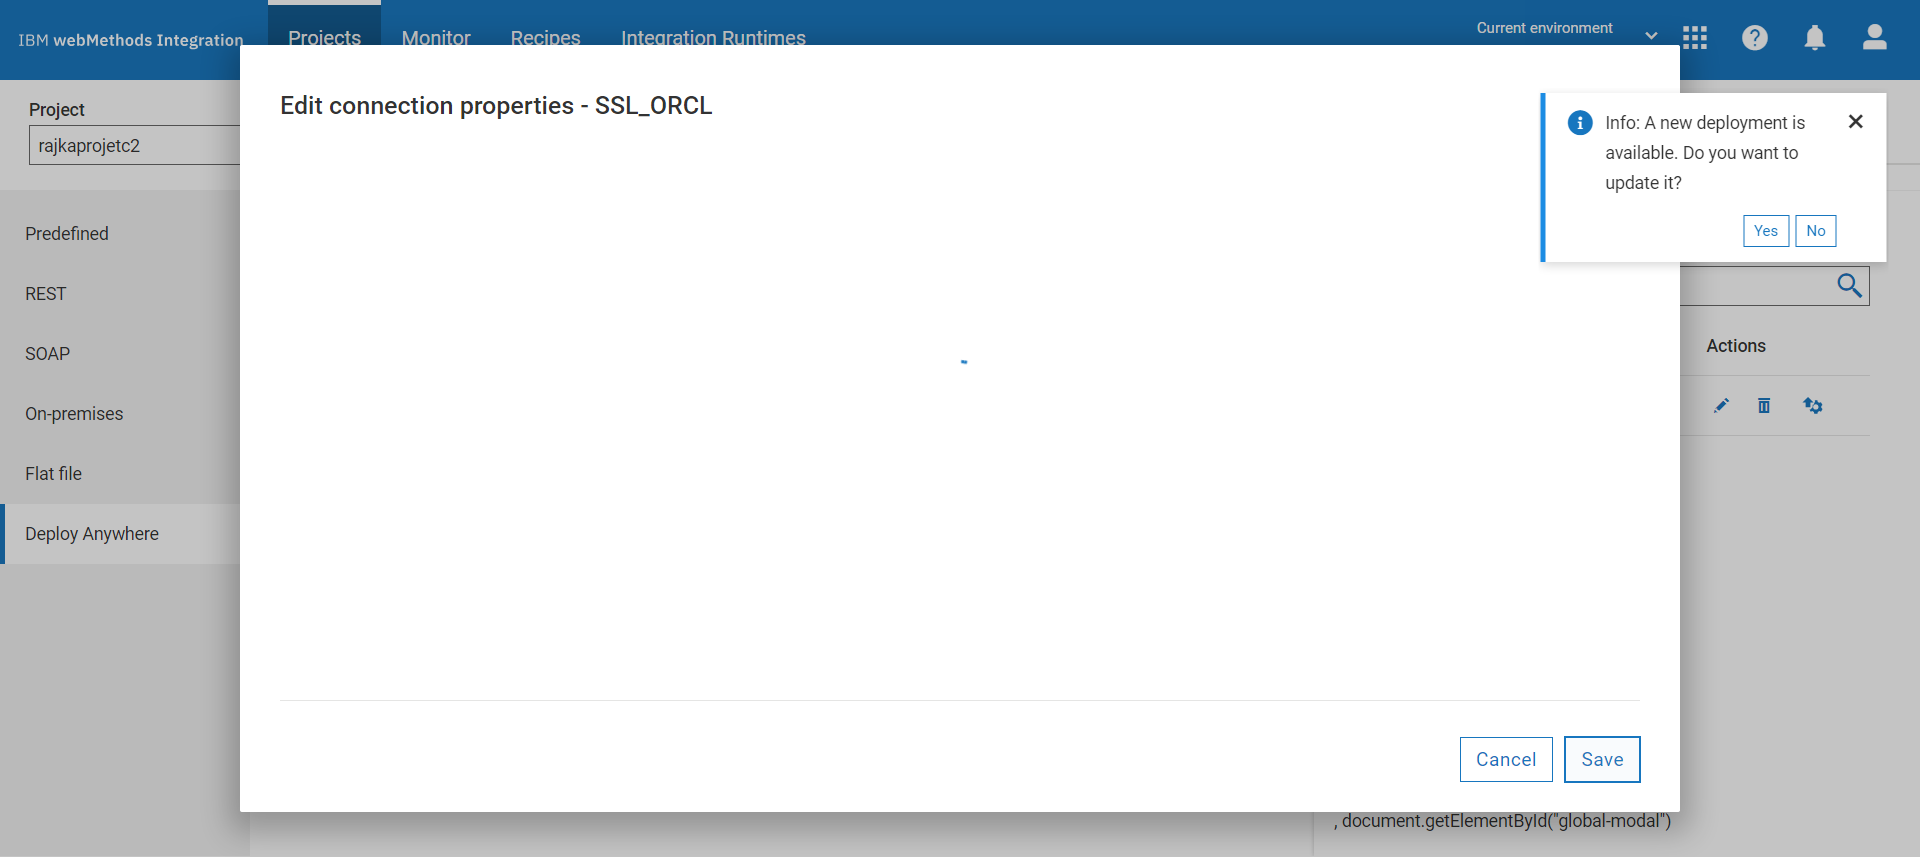 IBM webMethods Integration
Projects
Monitor
Recipes
Integration Runtimes
Current environment
Project
rajkaprojetc2
Edit connection properties - SSL_ORCL
Info: A new deployment is
available. Do you want to
update it?
Yes
No
Predefined
REST
SOAP
On-premises
Flat file
Deploy Anywhere
Actions
Cancel
Save
, document.getElementById("global-modal")